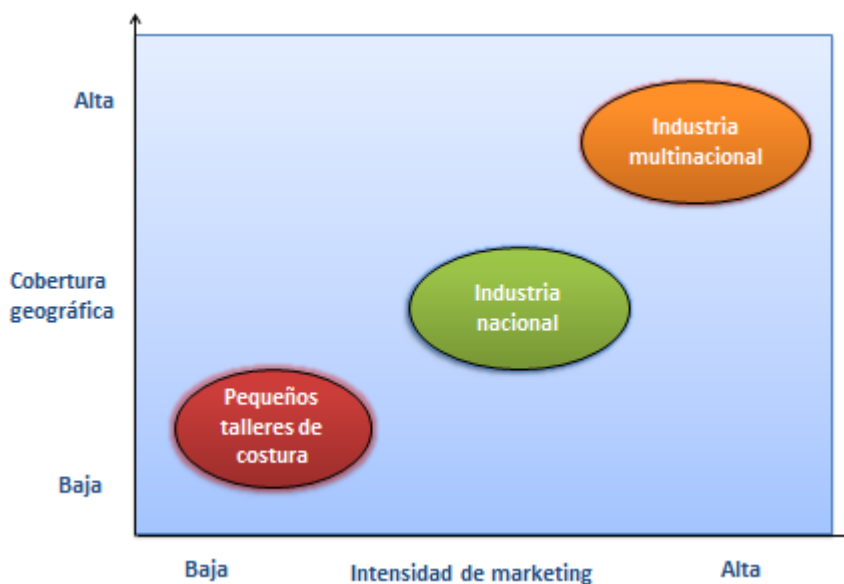 Alta
Industria
multinacional
Cobertura
geográfica
Industria
nacional
Pequeños
talleres de
costura
Baja
Baja
Intensidad de marketing
Alta